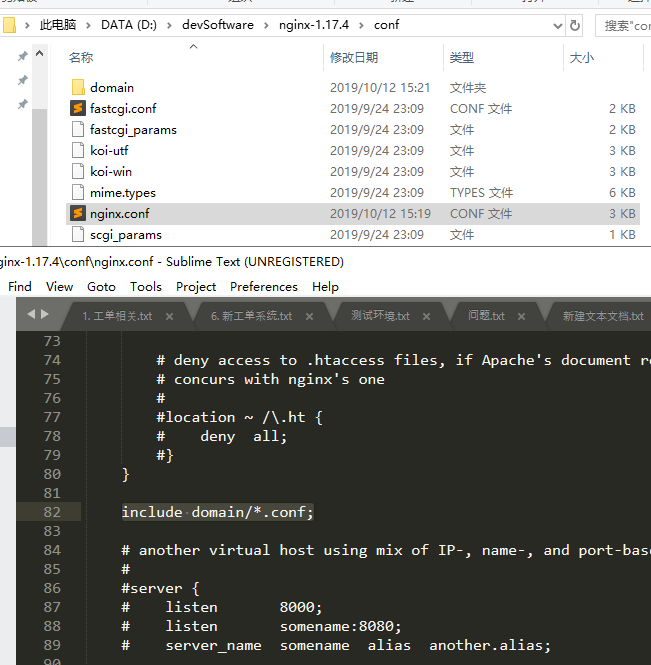 此电脑 > DATA (D:) > devSoftware > nginx-1.17.4 > conf
搜索"co
名称 修改日期 类型 大小
domain 2019/10/12 15:21 文件夹
fastcgi.conf 2019/9/24 23:09 CONF 文件 2 KB
fastcgi_params 2019/9/24 23:09 文件 2 KB
koi-utf 2019/9/24 23:09 文件 3 KB
koi-win 2019/9/24 23:09 文件 3 KB
mime.types 2019/9/24 23:09 TYPES 文件 6 KB
nginx.conf 2019/10/12 15:19 CONF 文件 3 KB
scgi_params 2019/9/24 23:09 文件 1 KB
ginx-1.17.4\conf\nginx.conf - Sublime Text (UNREGISTERED)
Find View Goto Tools Project Preferences Help
1. 工单相关.txt × 6. 新工单系统.txt × 测试环境.txt × 问题.txt × 新建文本文档.txt
73
74 # deny access to .htaccess files, if Apache's document r
75 # concurs with nginx's one
76 #
77 #location ~ /\.ht {
78 # deny all;
79 #}
80 }
81
82 include domain/*.conf;
83
84 # another virtual host using mix of IP-, name-, and port-bas
85 #
86 #server {
87 # listen 8000;
88 # listen somename:8080;
89 # server_name somename alias another.alias;